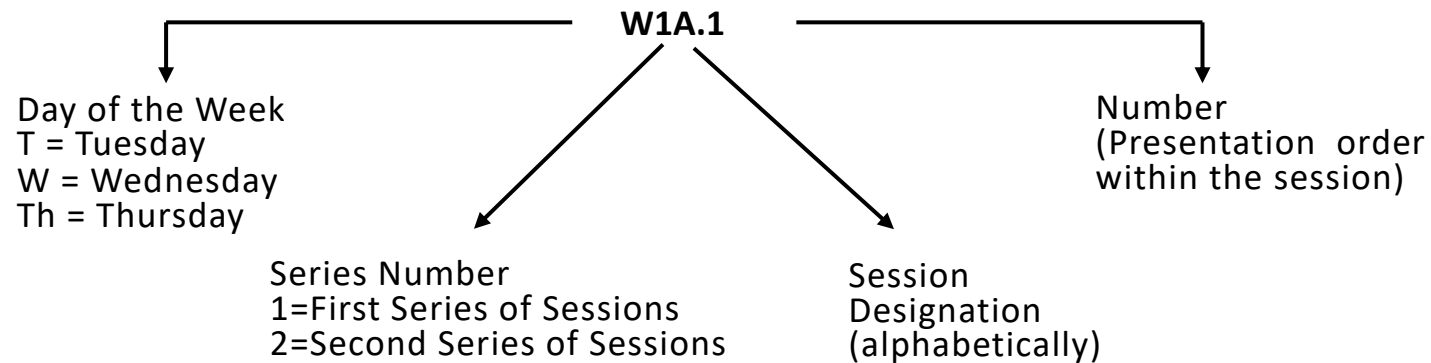 W1A.1
Day of the Week
T = Tuesday
W = Wednesday
Th = Thursday
Number
(Presentation order
within the session)
Series Number
1=First Series of Sessions
2=Second Series of Sessions
Session
Designation
(alphabetically)